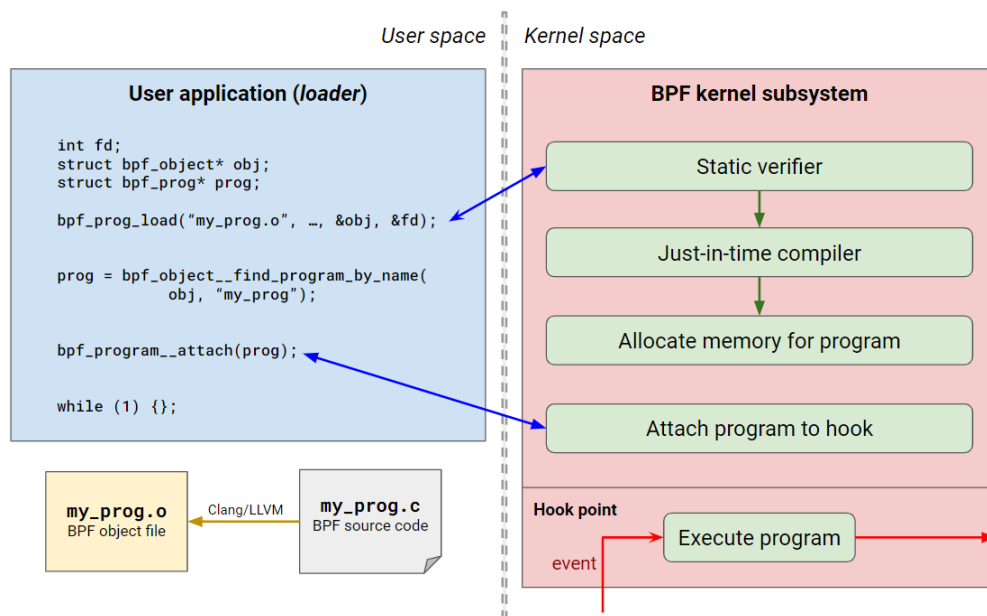 User space
Kernel space
User application (loader)
int fd;
struct bpf_object* obj;
struct bpf_prog* prog;
bpf_prog_load(“my_prog.o”, …, &obj, &fd);
prog = bpf_object__find_program_by_name(
obj, “my_prog”);
bpf_program__attach(prog);
while (1) {};
BPF kernel subsystem
Static verifier
Just-in-time compiler
Allocate memory for program
Attach program to hook
my_prog.o
BPF object file
Clang/LLVM
my_prog.c
BPF source code
Hook point
Execute program
event